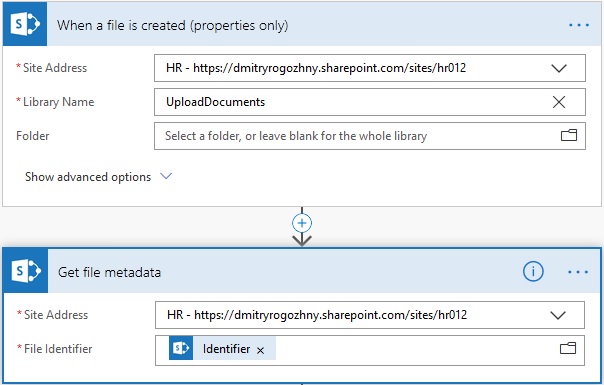 When a file is created (properties only)
* Site Address HR - https://dmitryrogozhny.sharepoint.com/sites/hr012
* Library Name UploadDocuments
Folder Select a folder, or leave blank for the whole library
Show advanced options
Get file metadata
* Site Address HR - https://dmitryrogozhny.sharepoint.com/sites/hr012
* File Identifier Identifier